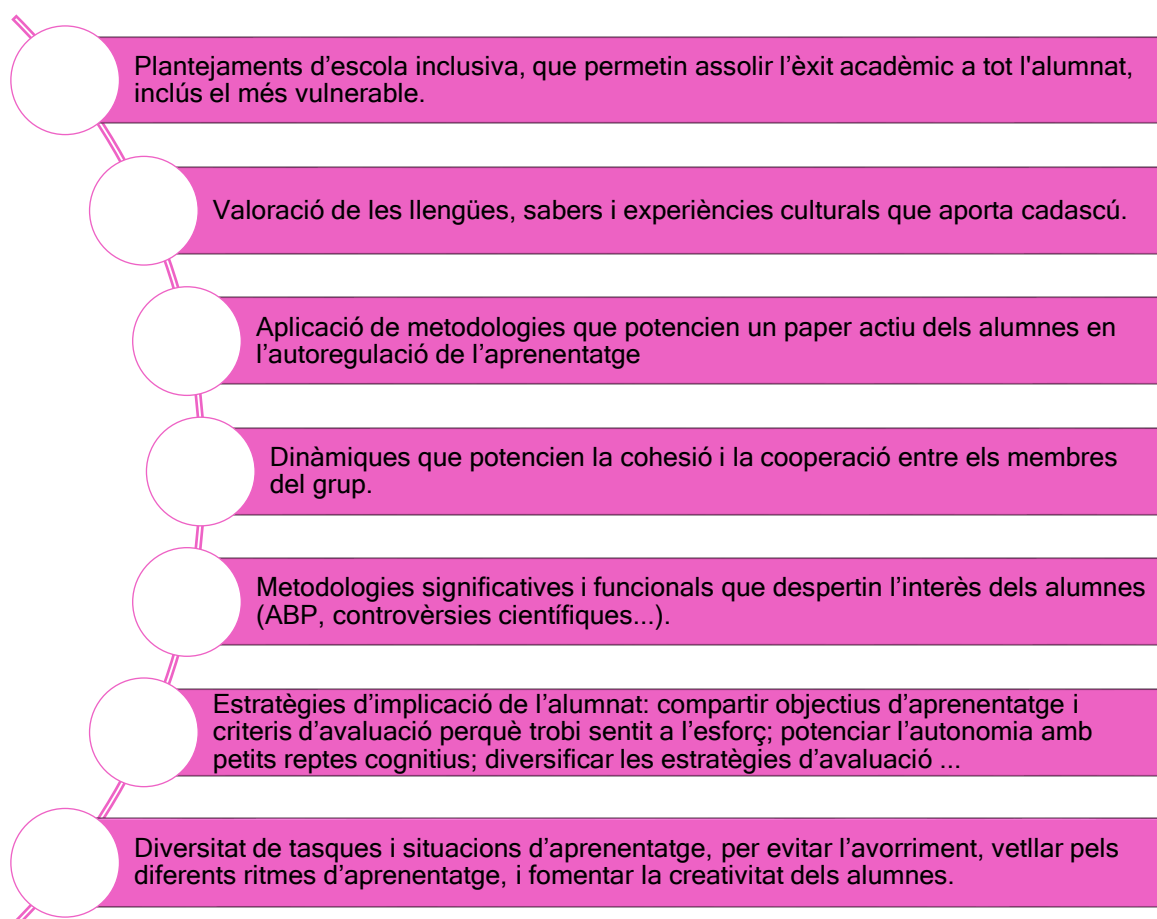 Plantejaments d’escola inclusiva, que permetin assolir l’èxit acadèmic a tot l'alumnat,
inclús el més vulnerable.
Valoració de les llengües, sabers i experiències culturals que aporta cadascú.
Aplicació de metodologies que potencien un paper actiu dels alumnes en
l’autoregulació de l’aprenentatge
Dinàmiques que potencien la cohesió i la cooperació entre els membres
del grup.
Metodologies significatives i funcionals que despertin l’interès dels alumnes
(ABP, controvèrsies científiques...).
Estratègies d’implicació de l’alumnat: compartir objectius d’aprenentatge i
criteris d’avaluació perquè trobi sentit a l’esforç; potenciar l’autonomia amb
petits reptes cognitius; diversificar les estratègies d’avaluació ...
Diversitat de tasques i situacions d’aprenentatge, per evitar l’avorriment, vetllar pels
diferents ritmes d’aprenentatge, i fomentar la creativitat dels alumnes.